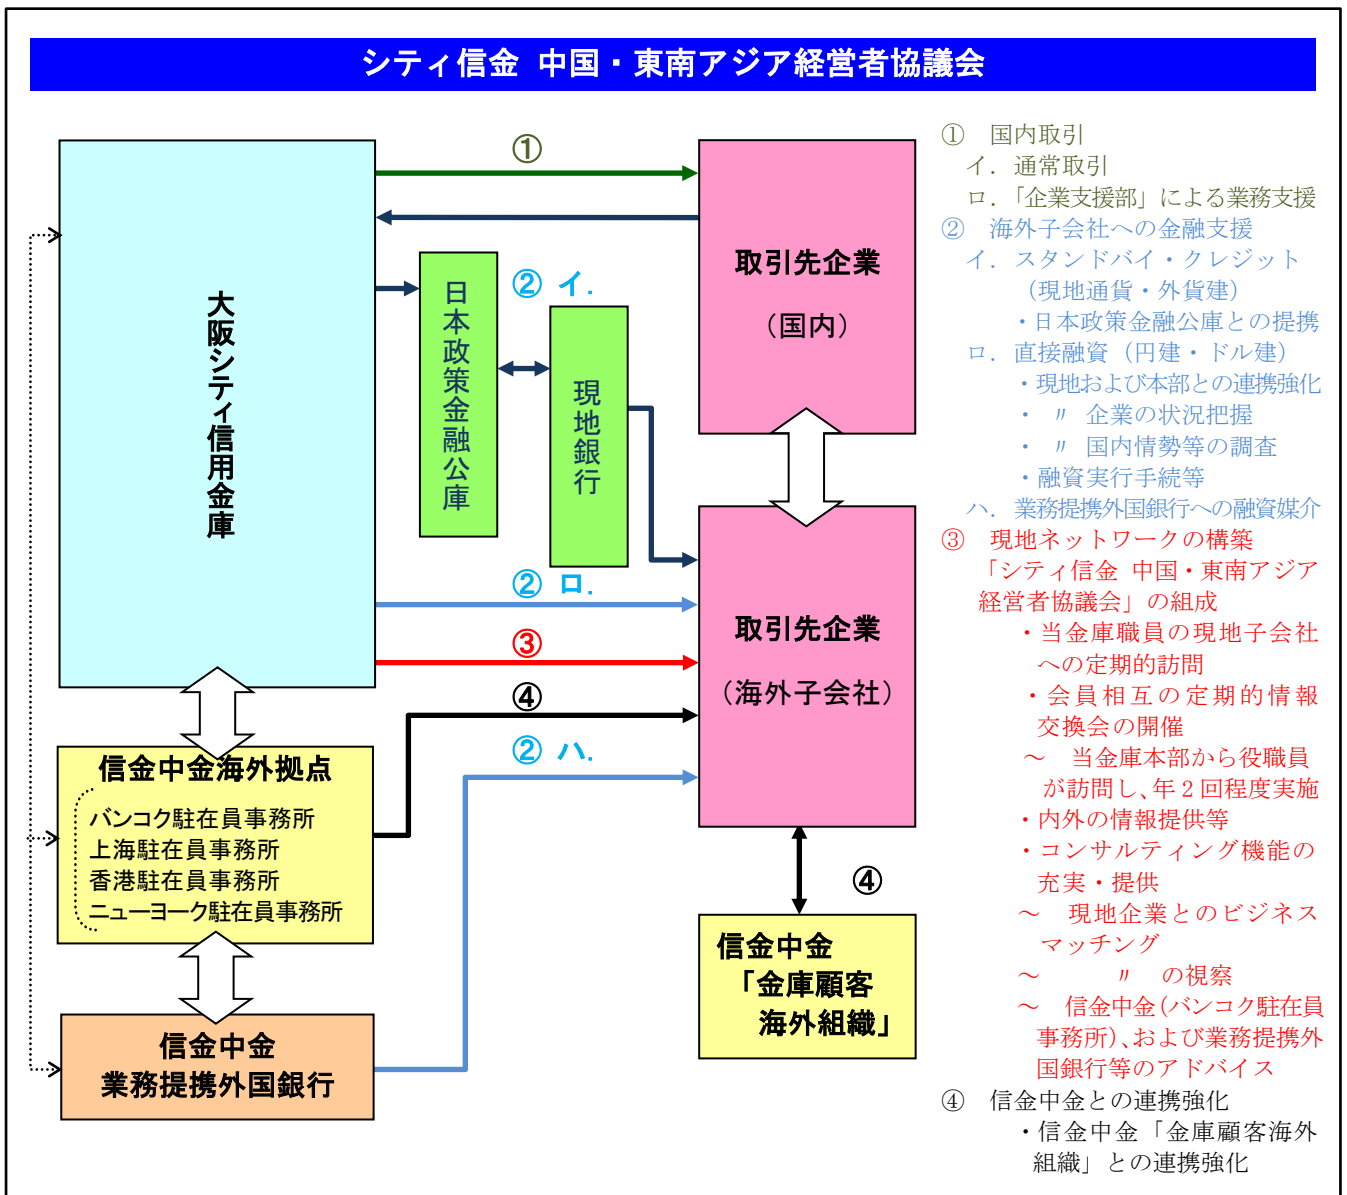 シティ信金 中国・東南アジア経営者協議会
大阪シティ信用金庫
①
日本政策金融公庫
② イ.
現地銀行
取引先企業
（国内）
② ロ.
③
④
② ハ.
取引先企業
（海外子会社）
信金中金海外拠点
バンコク駐在員事務所
上海駐在員事務所
香港駐在員事務所
ニューヨーク駐在員事務所
④
信金中金
「金庫顧客
海外組織」
信金中金
業務提携外国銀行
① 国内取引
イ．通常取引
ロ．「企業支援部」による業務支援
② 海外子会社への金融支援
イ．スタンドバイ・クレジット
（現地通貨・外貨建）
・日本政策金融公庫との提携
ロ．直接融資（円建・ドル建）
・現地および本部との連携強化
・ 〃 企業の状況把握
・ 〃 国内情勢等の調査
・融資実行手続等
ハ．業務提携外国銀行への融資媒介
③ 現地ネットワークの構築
「シティ信金 中国・東南アジア
経営者協議会」の組成
・当金庫職員の現地子会社
への定期的訪問
・会員相互の定期的情報
交換会の開催
～ 当金庫本部から役職員
が訪問し、年２回程度実施
・内外の情報提供等
・コンサルティング機能の
充実・提供
～ 現地企業とのビジネス
マッチング
～ 〃 の視察
～ 信金中金（バンコク駐在員
事務所）、および業務提携外
国銀行等のアドバイス
④ 信金中金との連携強化
・信金中金「金庫顧客海外
組織」との連携強化